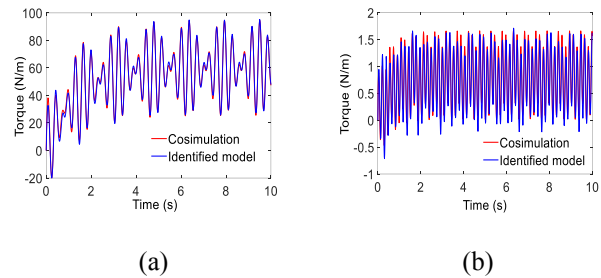 100
80
60
40
20
0
-20
Torque (N/m)
Cosimulation
Identified model
0 2 4 6 8 10
Time (s)
(a)
2
1.5
1
0.5
0
-0.5
-1
Torque (N/m)
Cosimulation
Identified model
0 2 4 6 8 10
Time (s)
(b)